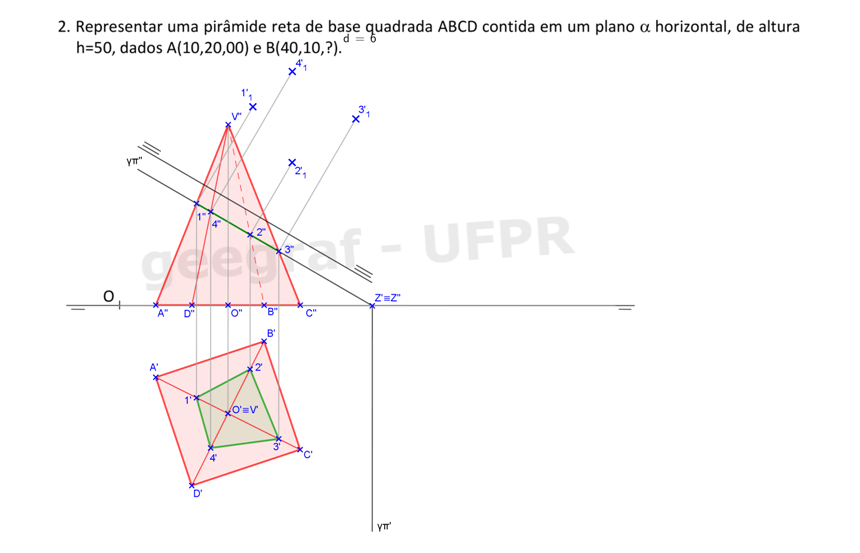 2. Representar uma pirâmide reta de base quadrada ABCD contida em um plano α horizontal, de altura
h=50, dados A(10,20,00) e B(40,10,?).
d = 6
4'₁
1'₁
3'₁
V"
γπ"
2'₁
1"
4"
2"
3"
geegraf - UFPR
O
Z'≡Z"
A"
D"
O"
B"
C"
B'
A'
2'
1'
O'≡V'
3'
4'
C'
D'
γπ'